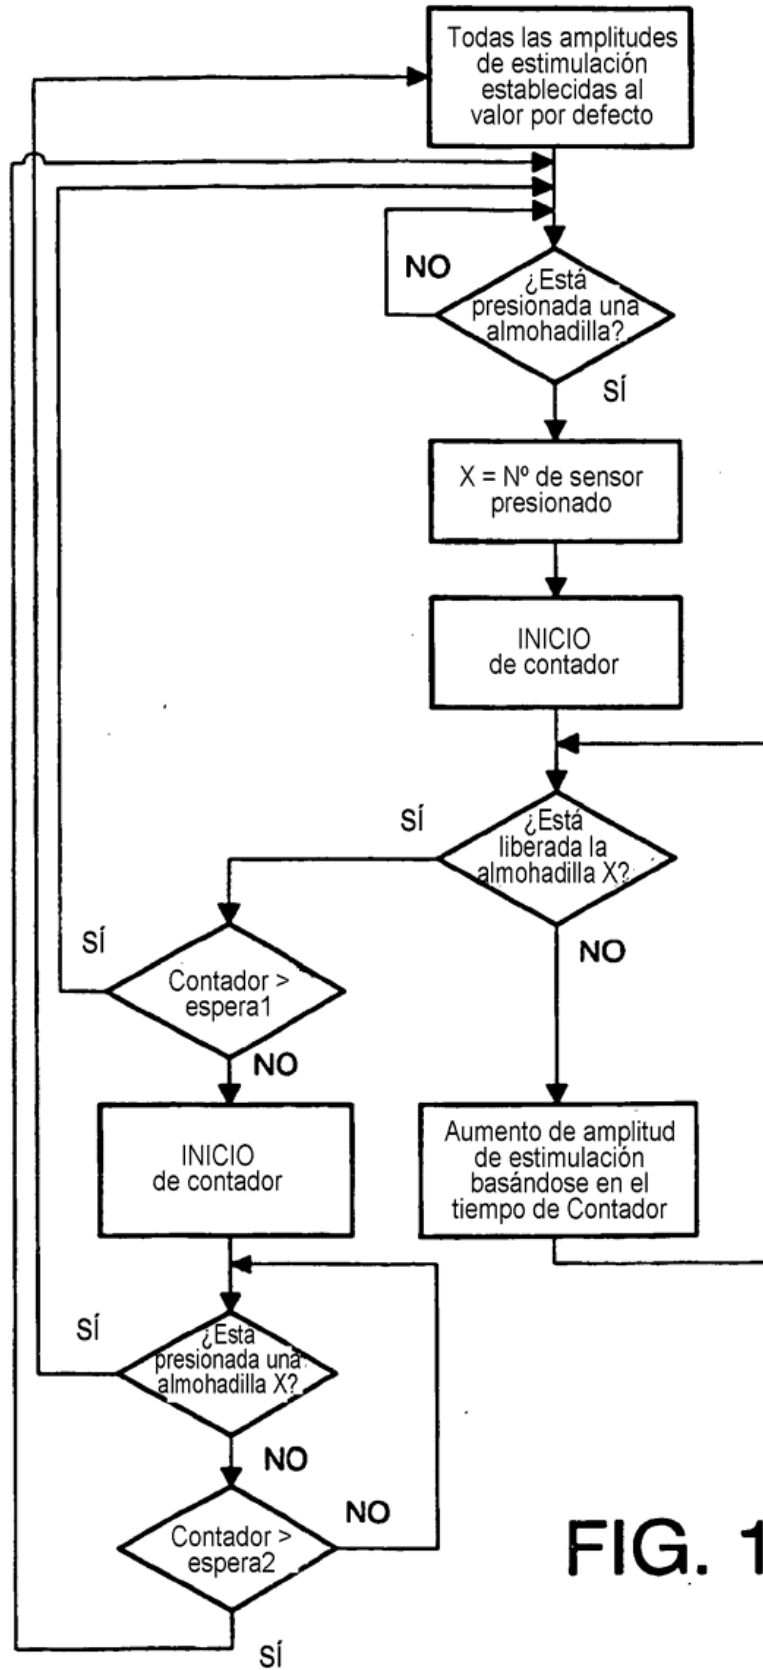 Todas las amplitudes
de estimulación
establecidas al
valor por defecto
NO
¿Está
presionada una
almohadilla?
SÍ
X = Nº de sensor
presionado
INICIO
de contador
SÍ
¿Está
liberada la
almohadilla X?
NO
SÍ
Contador >
espera1
NO
Aumento de amplitud
de estimulación
basándose en el
tiempo de Contador
INICIO
de contador
SÍ
¿Esta
presionada una
almohadilla X?
NO
NO
Contador >
espera2
SÍ
FIG. 1